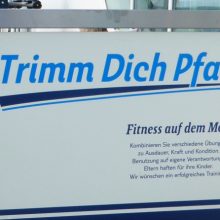 Trimm Dich Pfa
Fitness auf dem M
Kombinieren Sie verschiedene Übung
zu Ausdauer, Kraft und Kondition.
Benutzung auf eigene Verantwortun
Eltern haften für ihre Kinder.
Wir wünschen ein erfolgreiches Traini